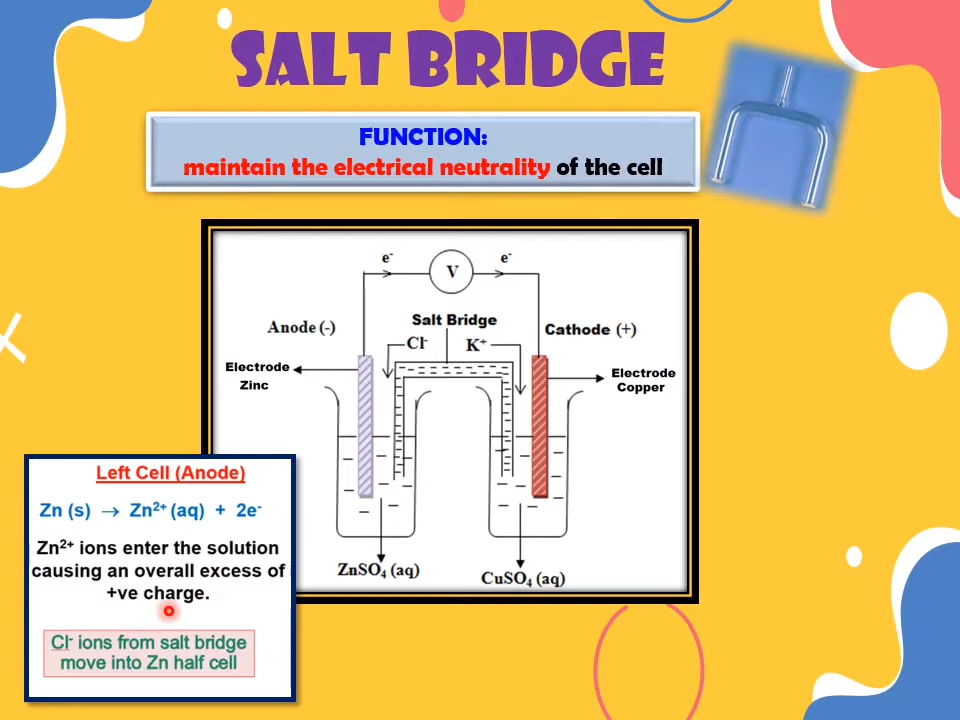 SALT BRIDGE
FUNCTION:
maintain the electrical neutrality of the cell
e⁻
V
e⁻
Anode (-)
Salt Bridge
Cathode (+)
Cl⁻
K⁺
Electrode
Zinc
Electrode
Copper
ZnSO₄ (aq)
CuSO₄ (aq)
Left Cell (Anode)
Zn (s) → Zn²⁺ (aq) + 2e⁻
Zn²⁺ ions enter the solution
causing an overall excess of
+ve charge.
Cl⁻ ions from salt bridge
move into Zn half cell